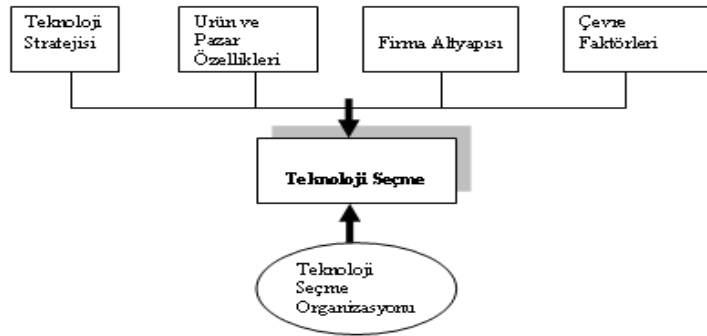 Teknoloji
Stratejisi
Ürün ve
Pazar
Özellikleri
Firma Altyapısı
Çevre
Faktörleri
Teknoloji Seçme
Teknoloji
Seçme
Organizasyonu